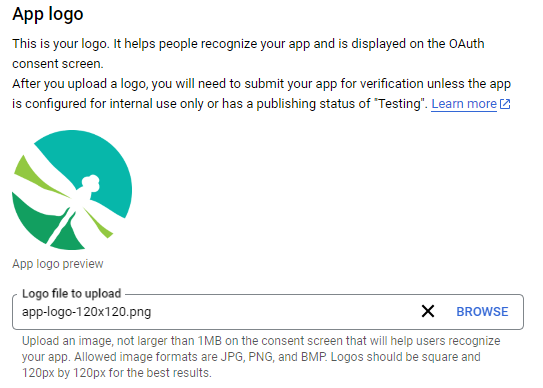 App logo
This is your logo. It helps people recognize your app and is displayed on the OAuth
consent screen.
After you upload a logo, you will need to submit your app for verification unless the app
is configured for internal use only or has a publishing status of "Testing". Learn more
App logo preview
Logo file to upload
app-logo-120x120.png
BROWSE
Upload an image, not larger than 1MB on the consent screen that will help users recognize
your app. Allowed image formats are JPG, PNG, and BMP. Logos should be square and
120px by 120px for the best results.